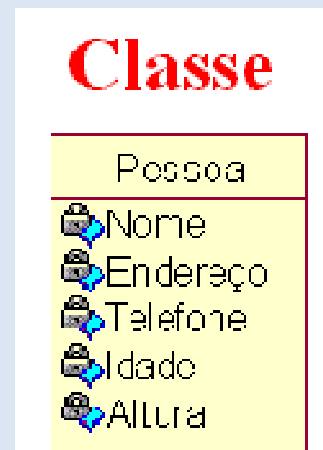 Classe
Pessoa
Nome
Endereço
Telefone
Idade
Altura